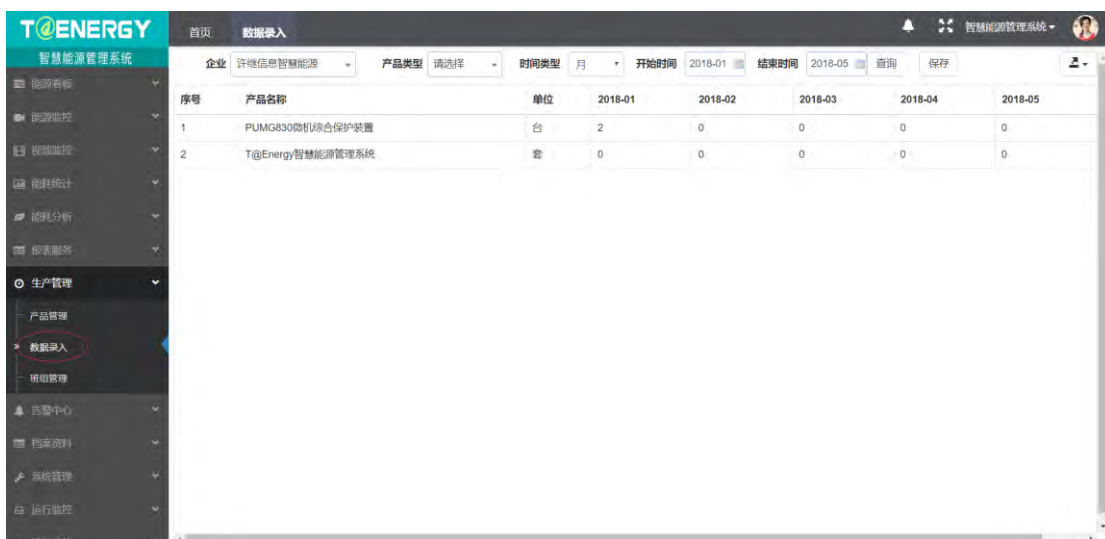 T@ENERGY
智慧能源管理系统
首页 数据录入 智慧能源管理系统
企业 许继信息智慧能源 产品类型 请选择 时间类型 月 开始时间 2018-01 结束时间 2018-05 查询 保存
序号 产品名称 单位 2018-01 2018-02 2018-03 2018-04 2018-05
1 PUMG830微机综合保护装置 台 2 0 0 0 0
2 T@Energy智慧能源管理系统 套 0 0 0 0 0
能源看板
能源监控
视频监控
能耗统计
能耗分析
报表服务
生产管理
产品管理
数据录入
班组管理
告警中心
档案资料
系统管理
运行监控